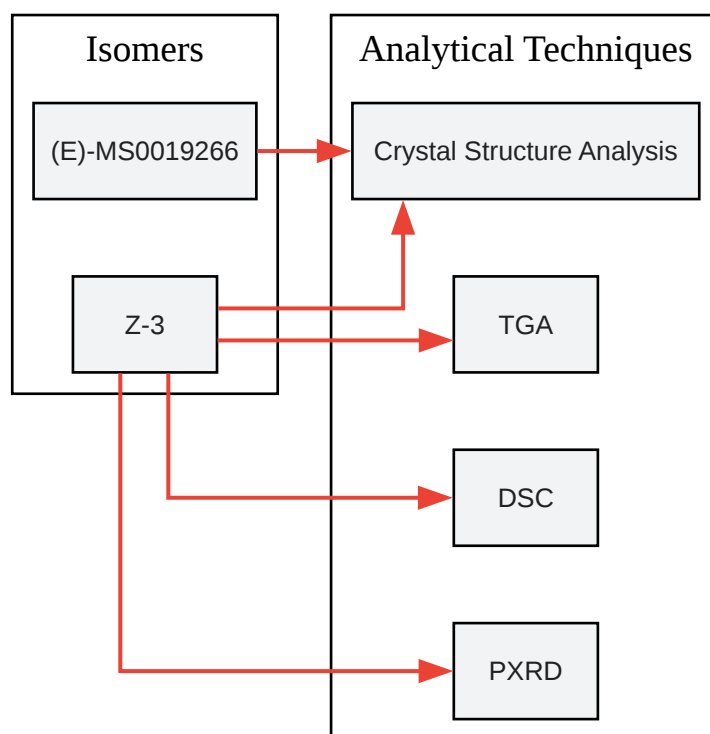 Isomers
Analytical Techniques
(E)-MS0019266
Crystal Structure Analysis
Z-3
TGA
DSC
PXRD